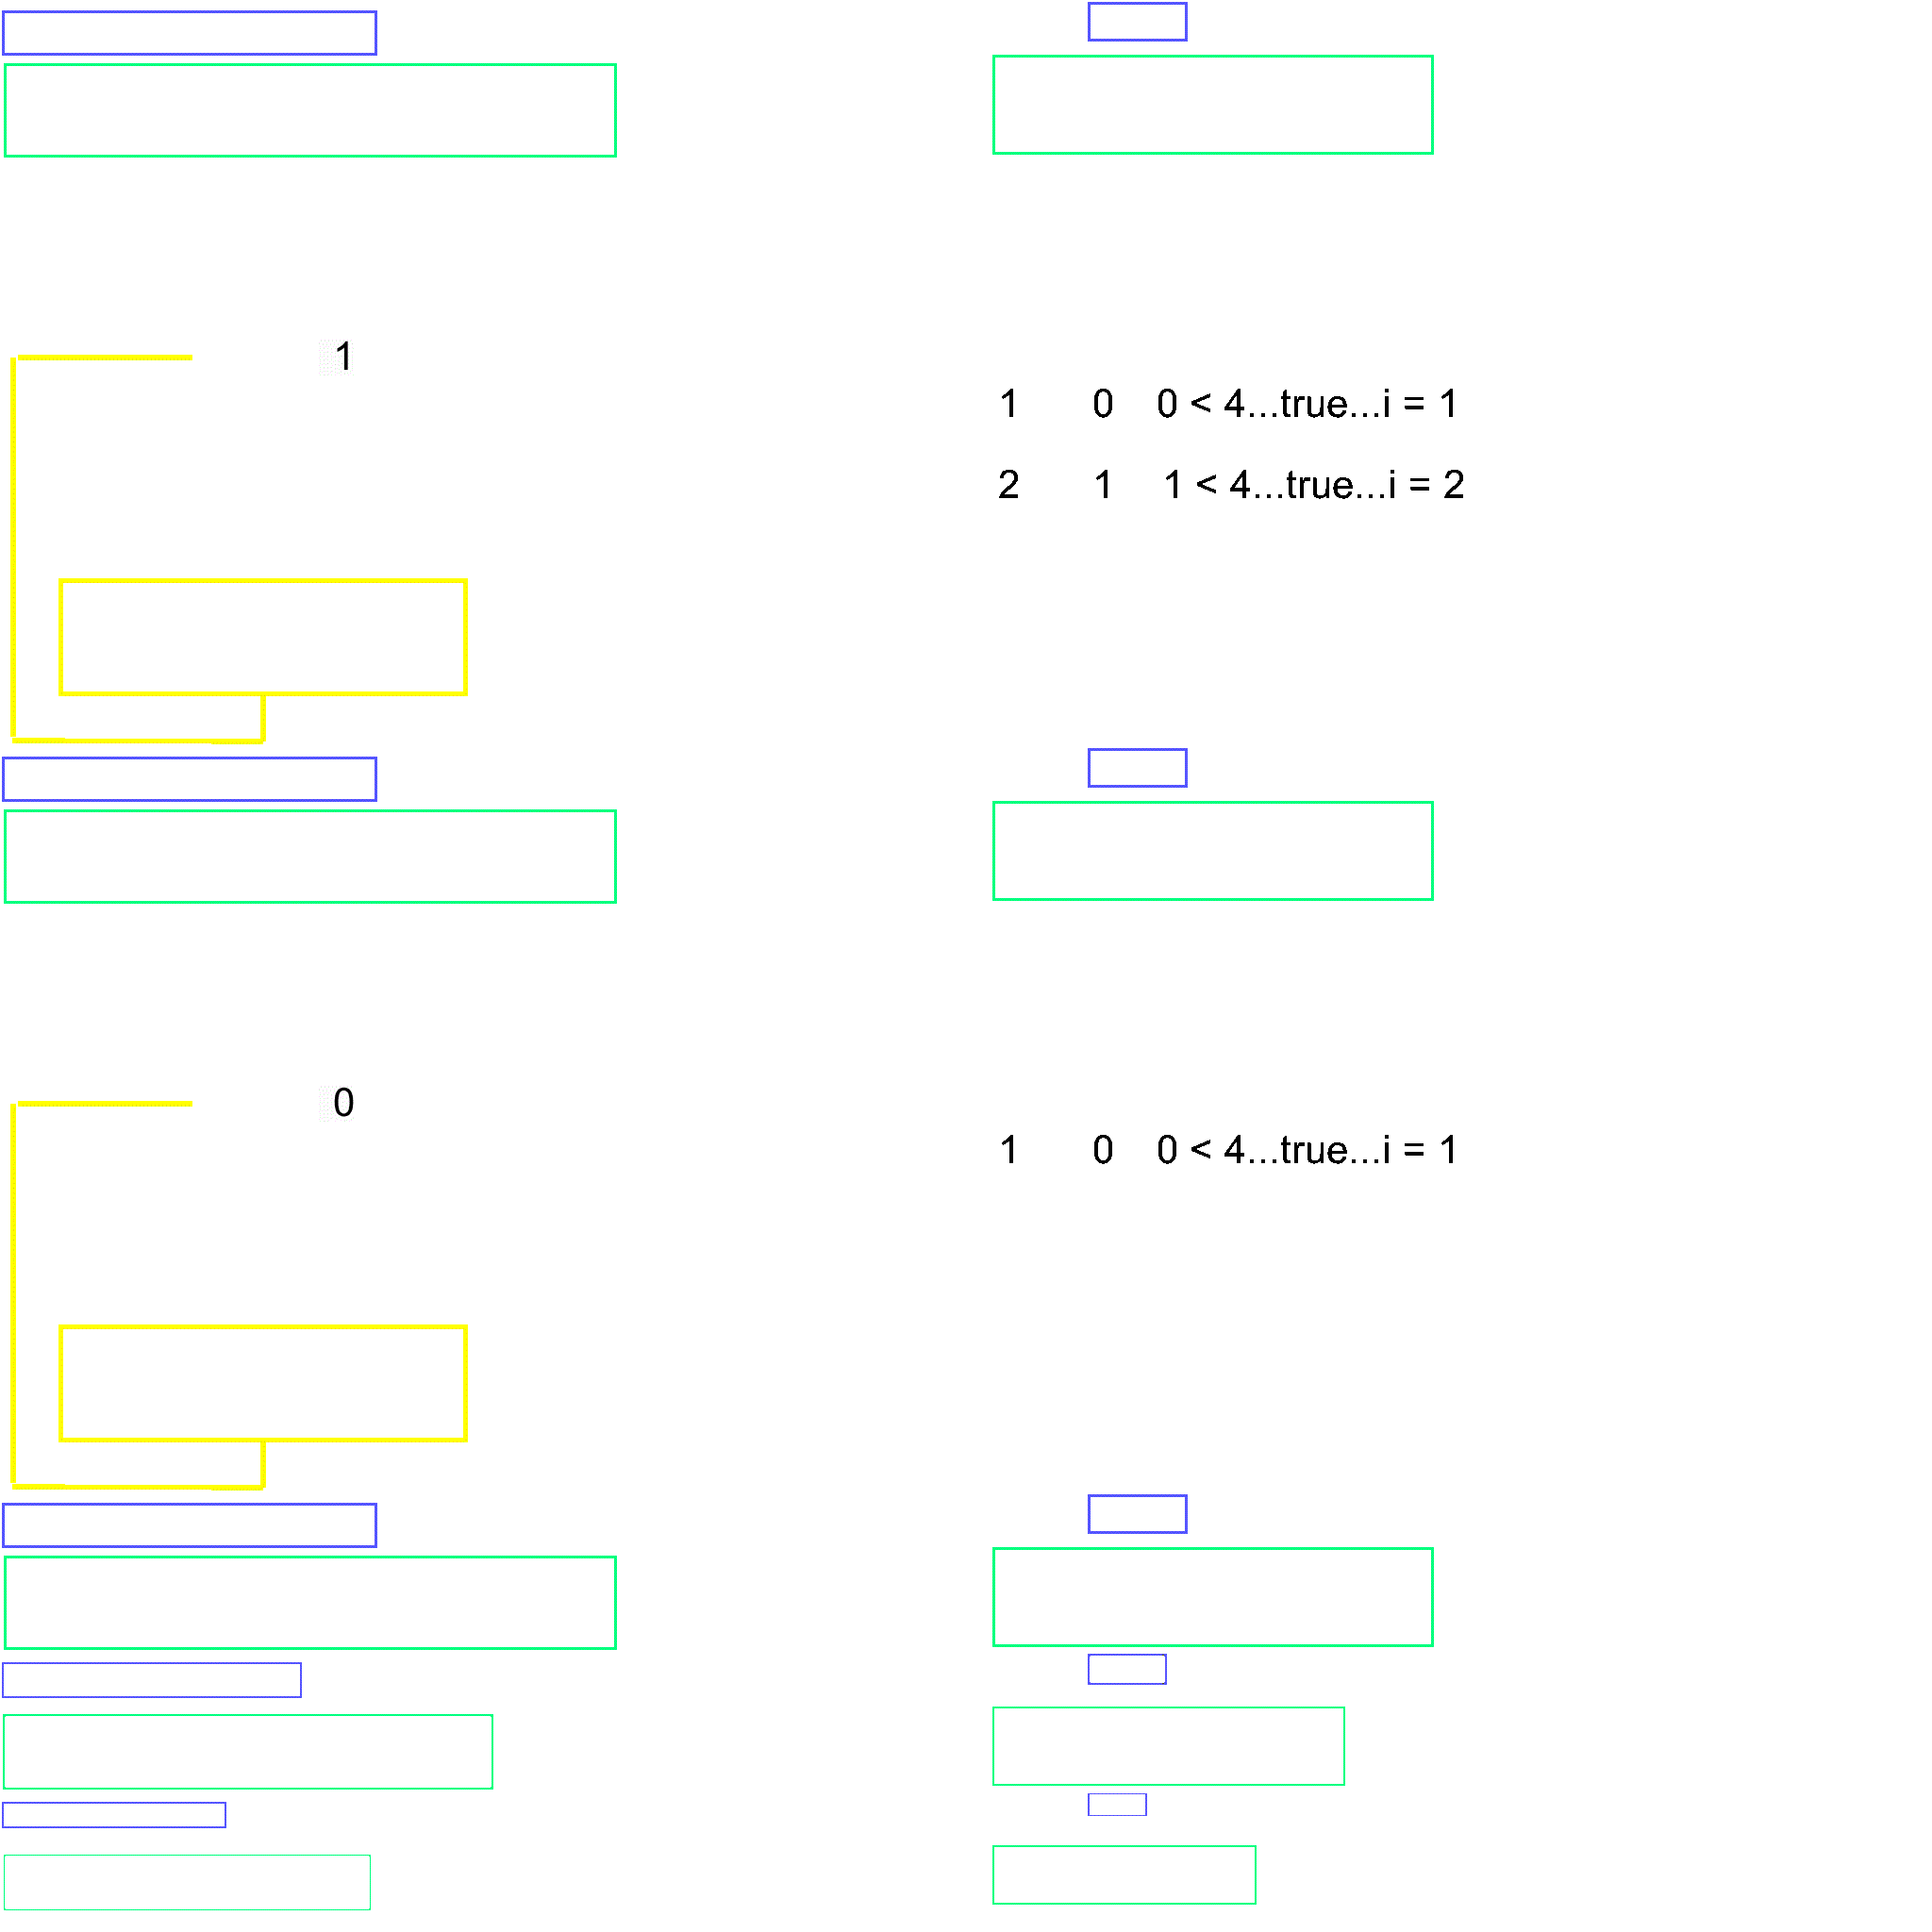 1
1 0 0 < 4...true...i = 1
2 1 1 < 4...true...i = 2
0
1 0 0 < 4...true...i = 1